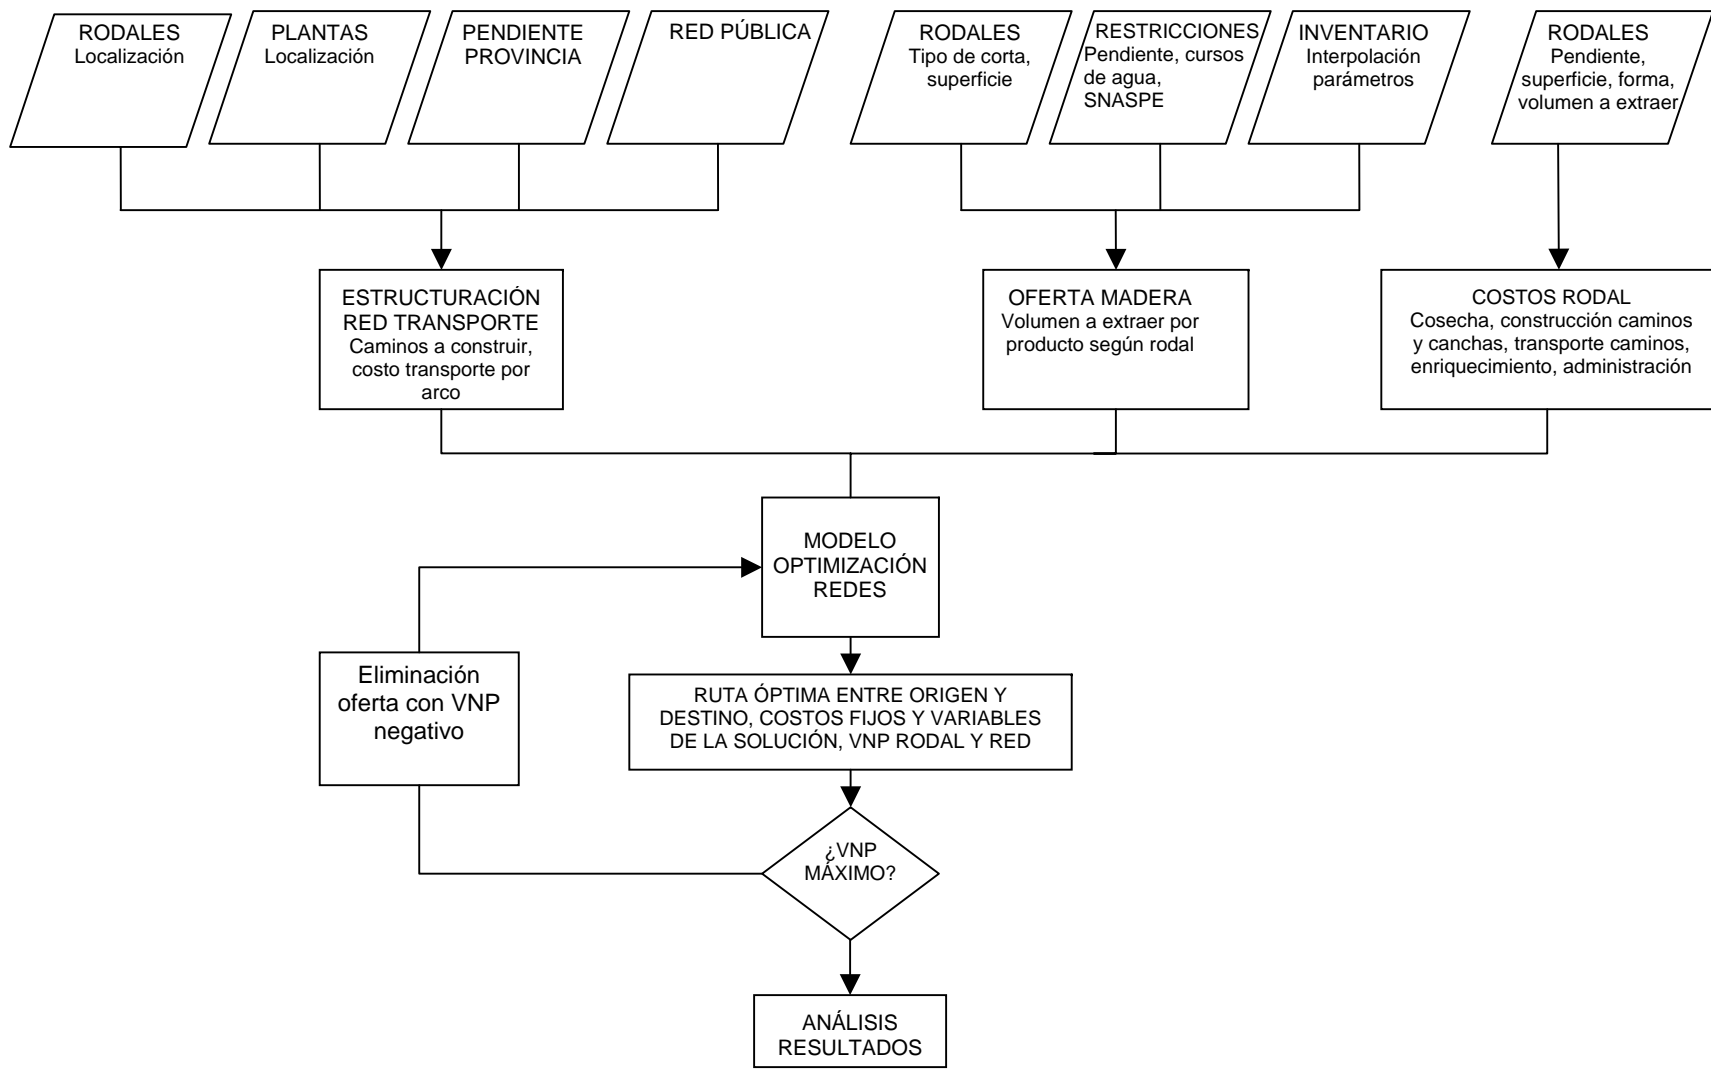 RODALES
Localización
PLANTAS
Localización
PENDIENTE
PROVINCIA
RED PÚBLICA
RODALES
Tipo de corta,
superficie
RESTRICCIONES
Pendiente, cursos
de agua,
SNASPE
INVENTARIO
Interpolación
parámetros
RODALES
Pendiente,
superficie, forma,
volumen a extraer
ESTRUCTURACIÓN
RED TRANSPORTE
Caminos a construir,
costo transporte por
arco
OFERTA MADERA
Volumen a extraer por
producto según rodal
COSTOS RODAL
Cosecha, construcción caminos
y canchas, transporte caminos,
enriquecimiento, administración
MODELO
OPTIMIZACIÓN
REDES
Eliminación
oferta con VNP
negativo
RUTA ÓPTIMA ENTRE ORIGEN Y
DESTINO, COSTOS FIJOS Y VARIABLES
DE LA SOLUCIÓN, VNP RODAL Y RED
¿VNP
MÁXIMO?
ANÁLISIS
RESULTADOS